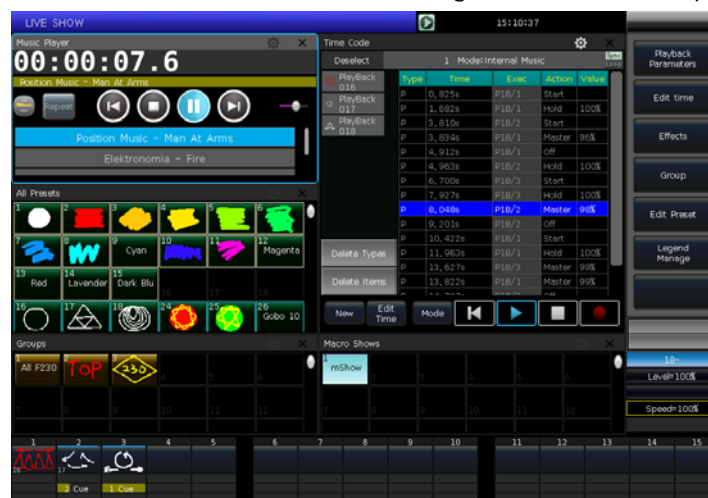 LIVE SHOW
15:10:37
Music Player
00:00:07.6
Position Music - Man At Arms
Repeat
Position Music - Man At Arms
Elektronomia - Fire
All Presets
1 2 3 4 5 6
7 8 9 Cyan 10 11 12 Magenta
13 Red 14 Lavender 15 Dark Blu
16 17 18 24 25 26 Gobo 10
Groups
1 All F230 2 TOP 3 230
Time Code
Deselect 1 Mode:Internal Music
PlayBack 016
PlayBack 017
PlayBack 018
Type Time Exec Action Value
P 0,825s P1B/1 Start
P 1,682s P1B/1 Hold 100%
P 3,810s P1B/2 Start
P 3,834s P1B/1 Master 96%
P 4,912s P1B/1 Off
P 4,963s P1B/2 Hold 100%
P 6,700s P1B/3 Start
P 7,927s P1B/3 Hold 100%
P 8,048s P1B/2 Master 98%
P 9,201s P1B/2 Off
P 10,422s P1B/1 Start
P 11,963s P1B/1 Hold 100%
P 13,627s P1B/3 Master 99%
P 13,822s P1B/1 Master 99%
Delete Types
Delete Items
New
Edit Time
Mode
Macro Shows
1 mShow
Playback Parameters
Edit time
Effects
Group
Edit Preset
Legend Manage
18-
Level=100%
Speed=100%
1 2 3 4 5 6 7 8 9 10 11 12 13 14 15
16 17
2 Cue
1 Cue